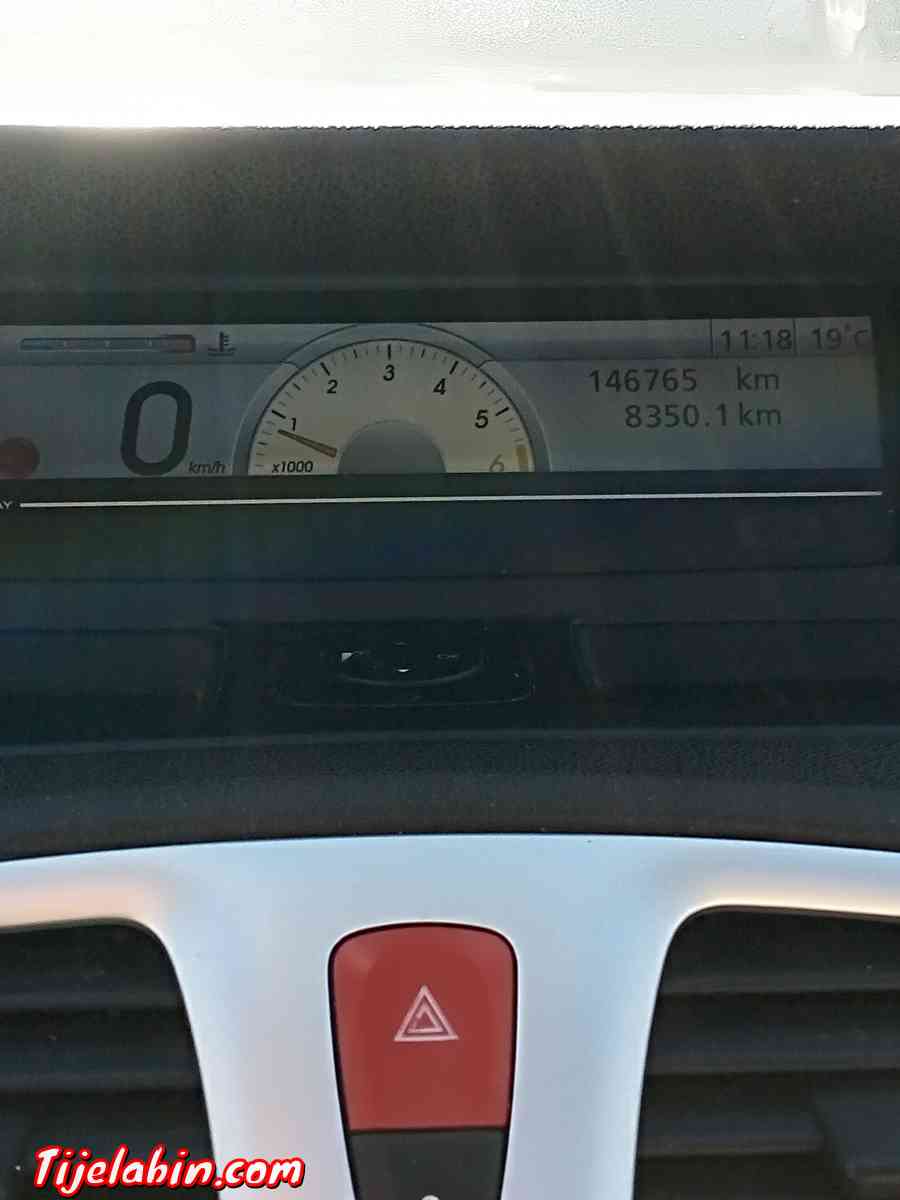 11:18 19°C
146765 km
8350.1 km
0 km/h
1 2 3 4 5 6
x1000
AY
Tijelabin.com